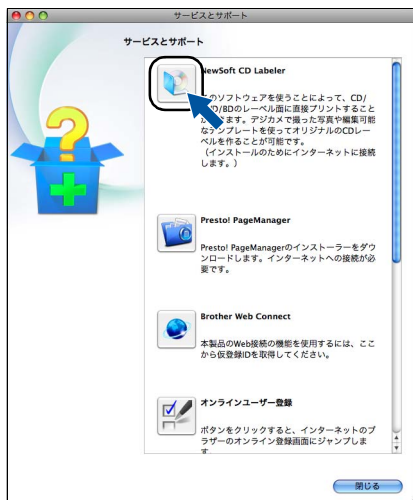 サービスとサポート
サービスとサポート
NewSoft CD Labeler
ソフトウェアを使うことによって、CD/
/BDのレーベル面に直接プリントすること
ます。デジカメで撮った写真や編集可能
なテンプレートを使ってオリジナルのCDレー
ベルを作ることが可能です。
(インストールのためにインターネットに接続
します。)
Presto! PageManager
Presto! PageManagerのインストーラーをダウ
ンロードします。インターネットへの接続が必
要です。
Brother Web Connect
本製品のWeb接続の機能を使用するには、ここ
から仮登録IDを取得してください。
オンラインユーザー登録
ボタンをクリックすると、インターネットのブ
ラザーのオンライン登録画面にジャンプしま
す。
閉じる